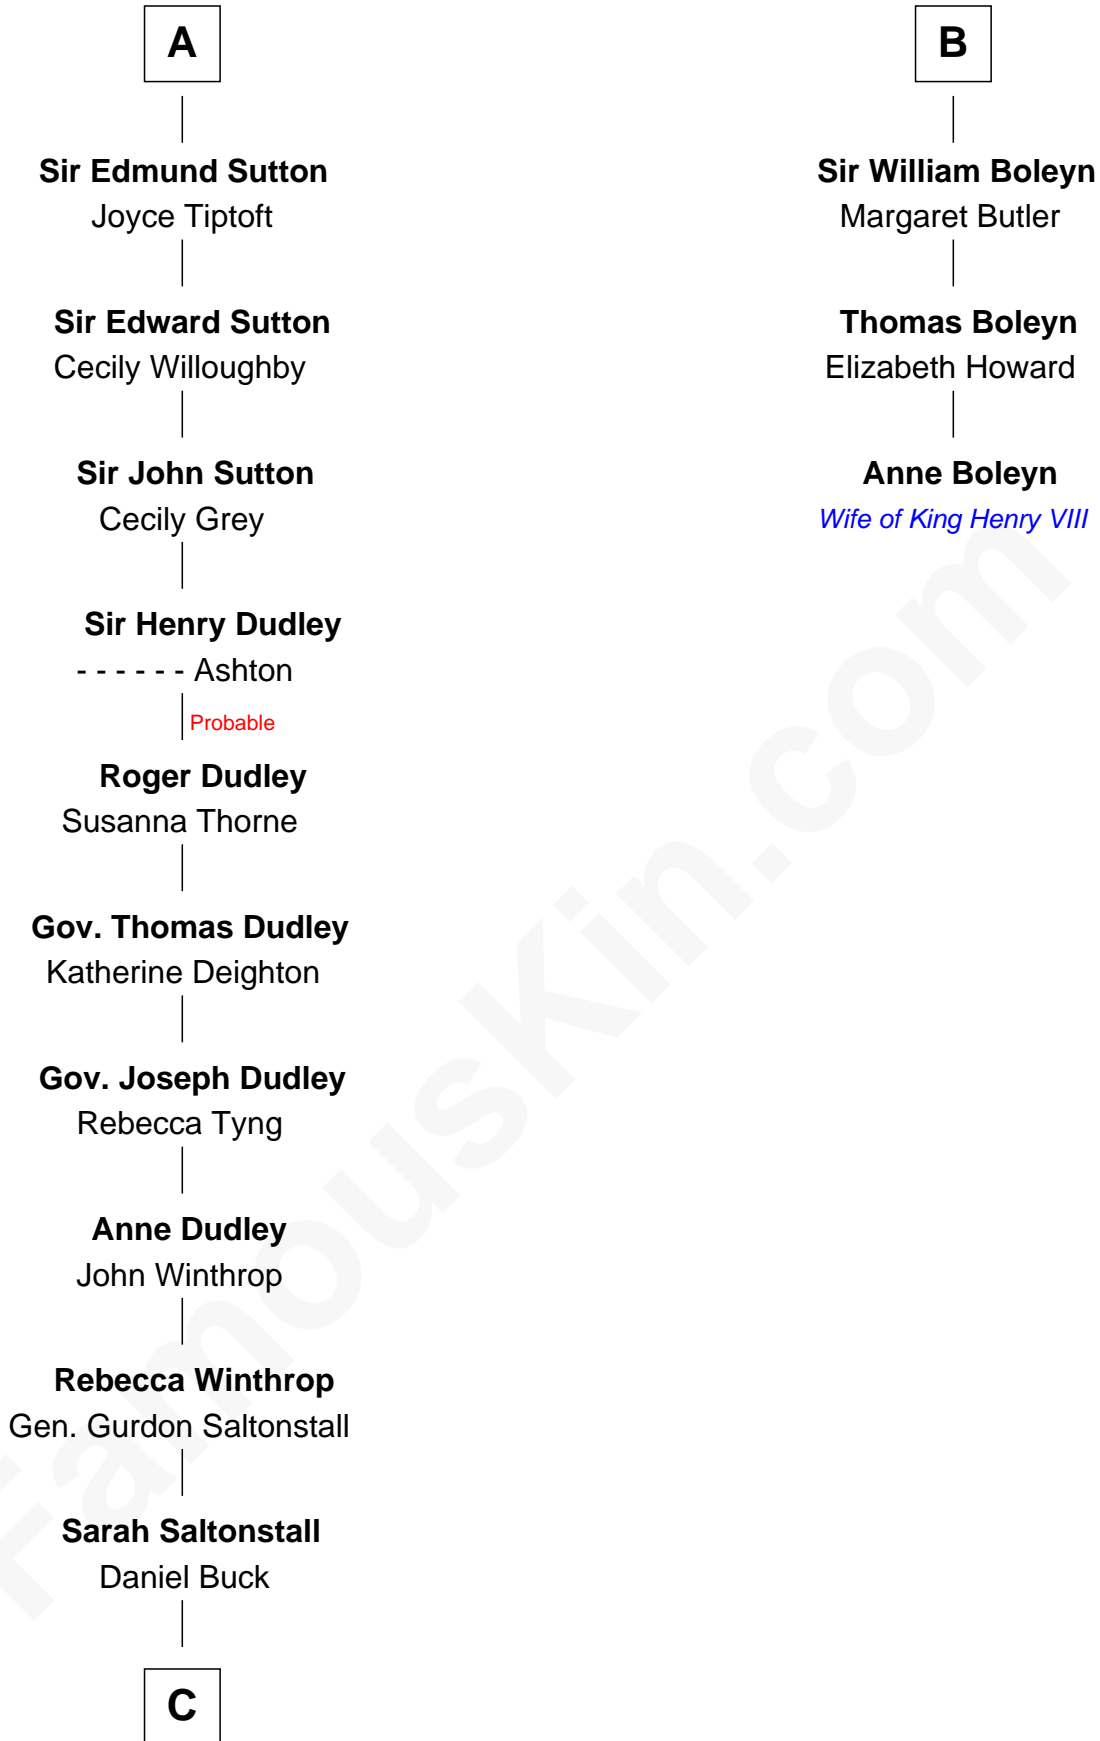 A
Sir Edmund Sutton
Joyce Tiptoft
Sir Edward Sutton
Cecily Willoughby
Sir John Sutton
Cecily Grey
Sir Henry Dudley
- - - - - - Ashton
Probable
Roger Dudley
Susanna Thorne
Gov. Thomas Dudley
Katherine Deighton
Gov. Joseph Dudley
Rebecca Tyng
Anne Dudley
John Winthrop
Rebecca Winthrop
Gen. Gurdon Saltonstall
Sarah Saltonstall
Daniel Buck
C
B
Sir William Boleyn
Margaret Butler
Thomas Boleyn
Elizabeth Howard
Anne Boleyn
Wife of King Henry VIII
FamousKin.com